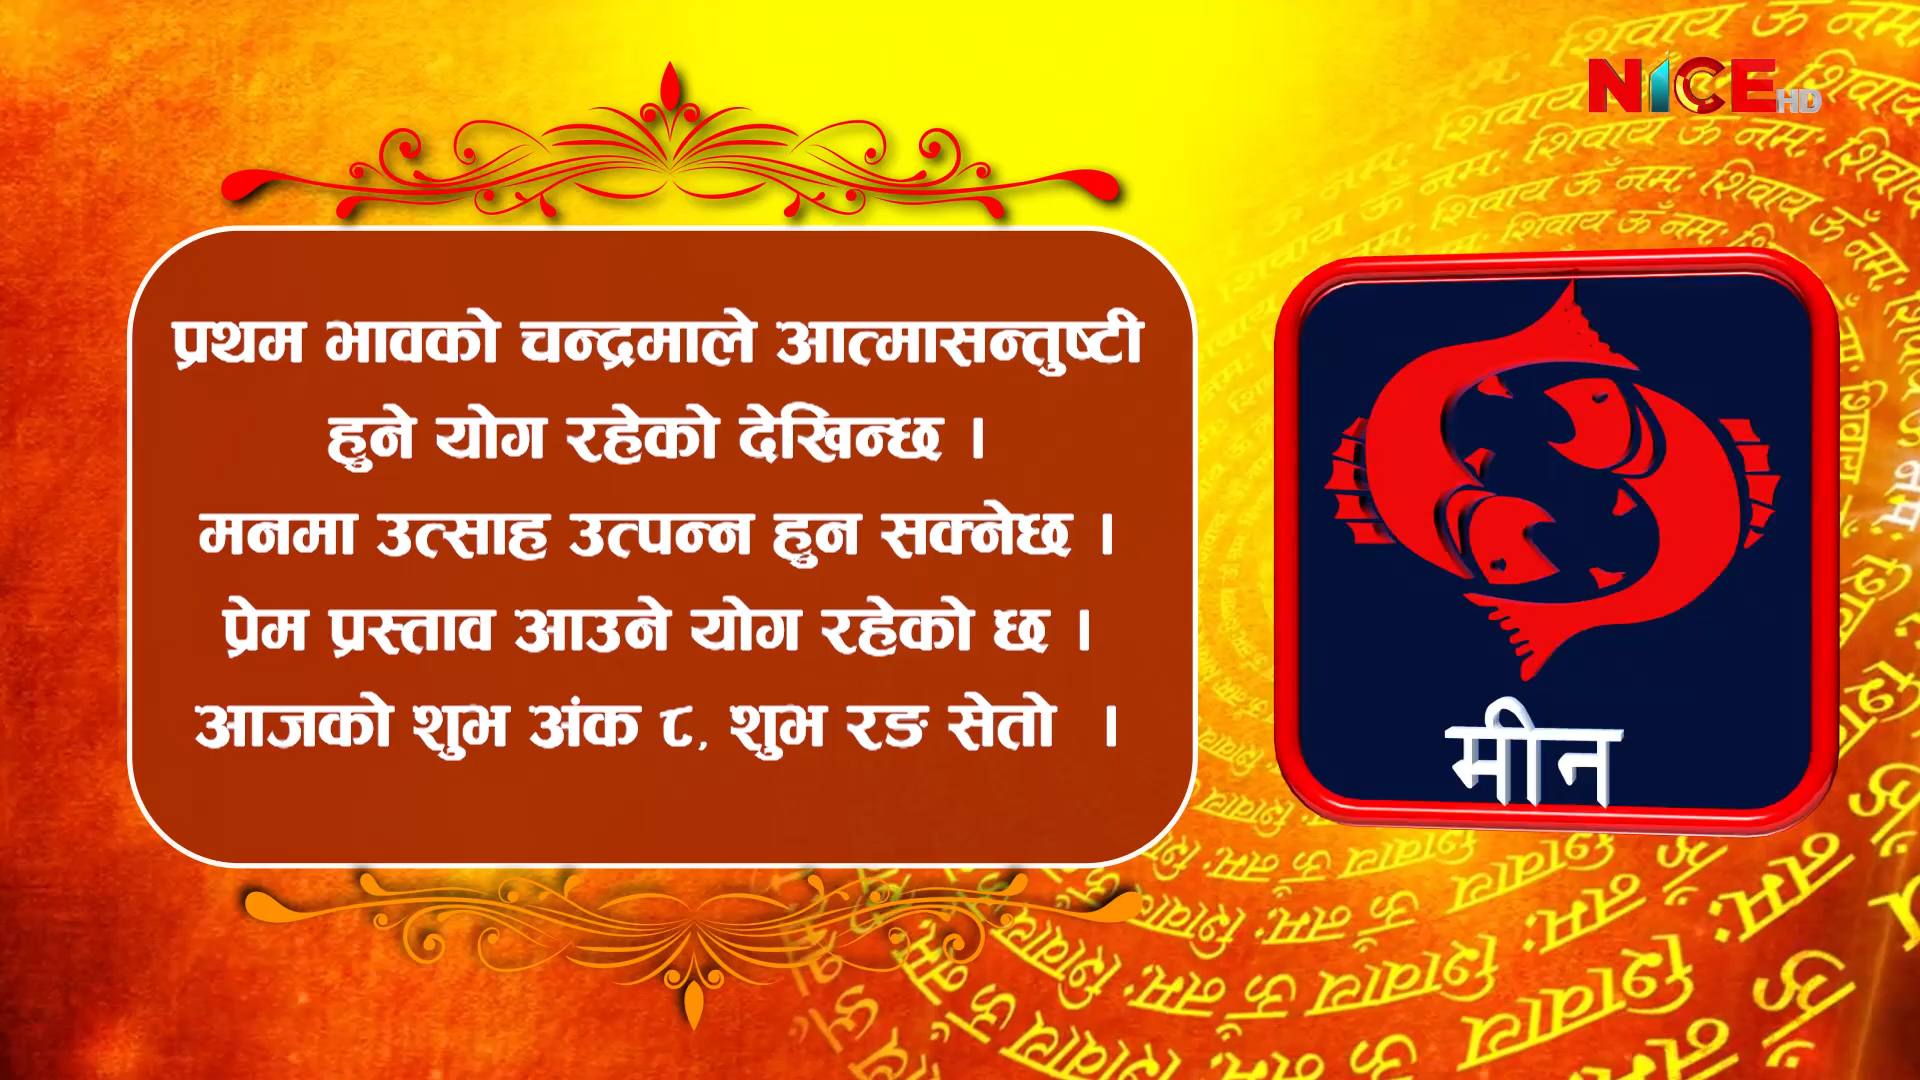 NICE HD
प्रथम भावको चन्द्रमाले आत्मासन्तुष्टी
हुने योग रहेको देखिन्छ ।
मनमा उत्साह उत्पन्न हुन सक्नेछ ।
प्रेम प्रस्ताव आउने योग रहेको छ ।
आजको शुभ अंक ८, शुभ रङ सेतो ।
मीन